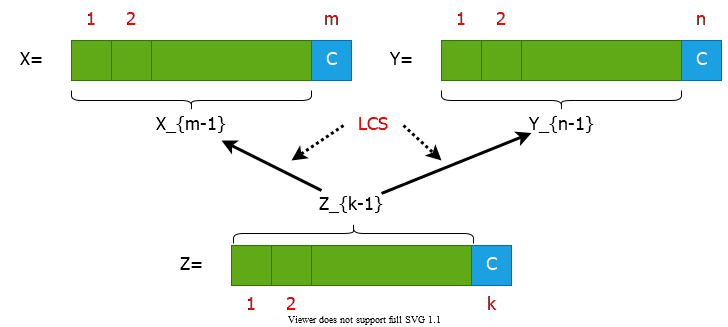 1 2 m 1 2 n
X= C Y= C
X_{m-1} LCS Y_{n-1}
Z_{k-1}
Z= C
1 2 k
Viewer does not support full SVG 1.1